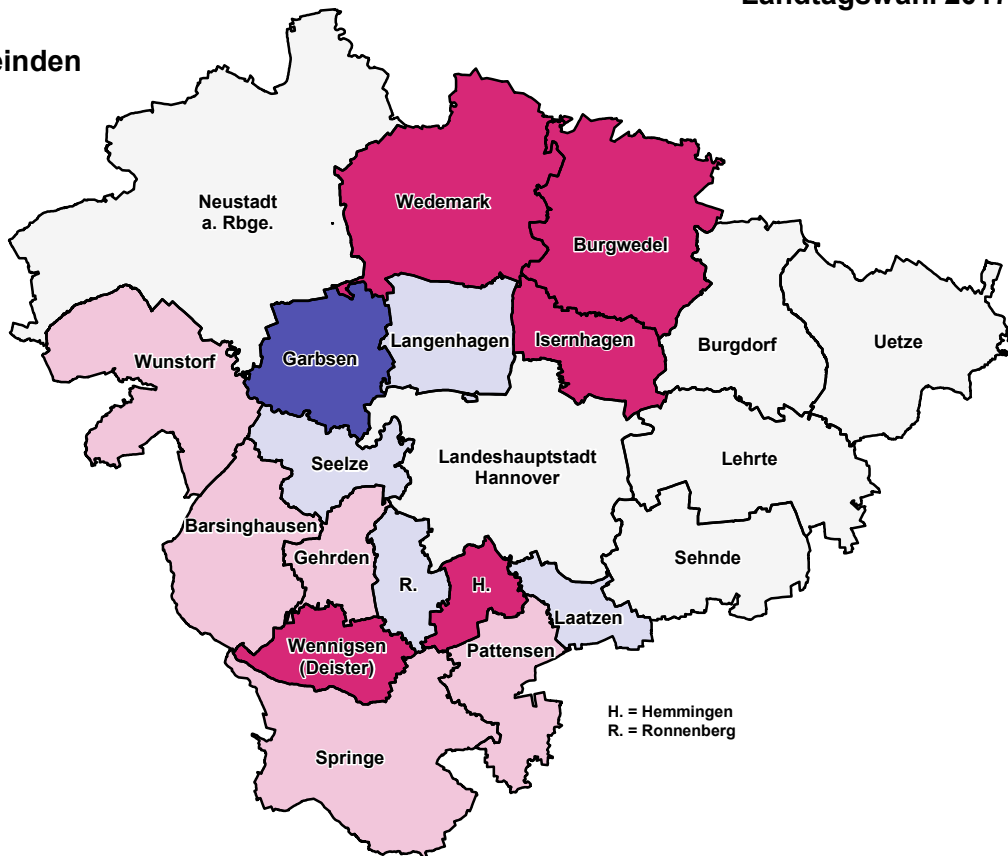 Neustadt
a. Rbge.
Wedemark
Burgwedel
Garbsen
Langenhagen
Isernhagen
Burgdorf
Uetze
Wunstorf
Seelze
Landeshauptstadt
Hannover
Lehrte
Barsinghausen
Gehrden
R.
H.
Sehnde
Laatzen
Wennigsen
(Deister)
Pattensen
Springe
H. = Hemmingen
R. = Ronnenberg